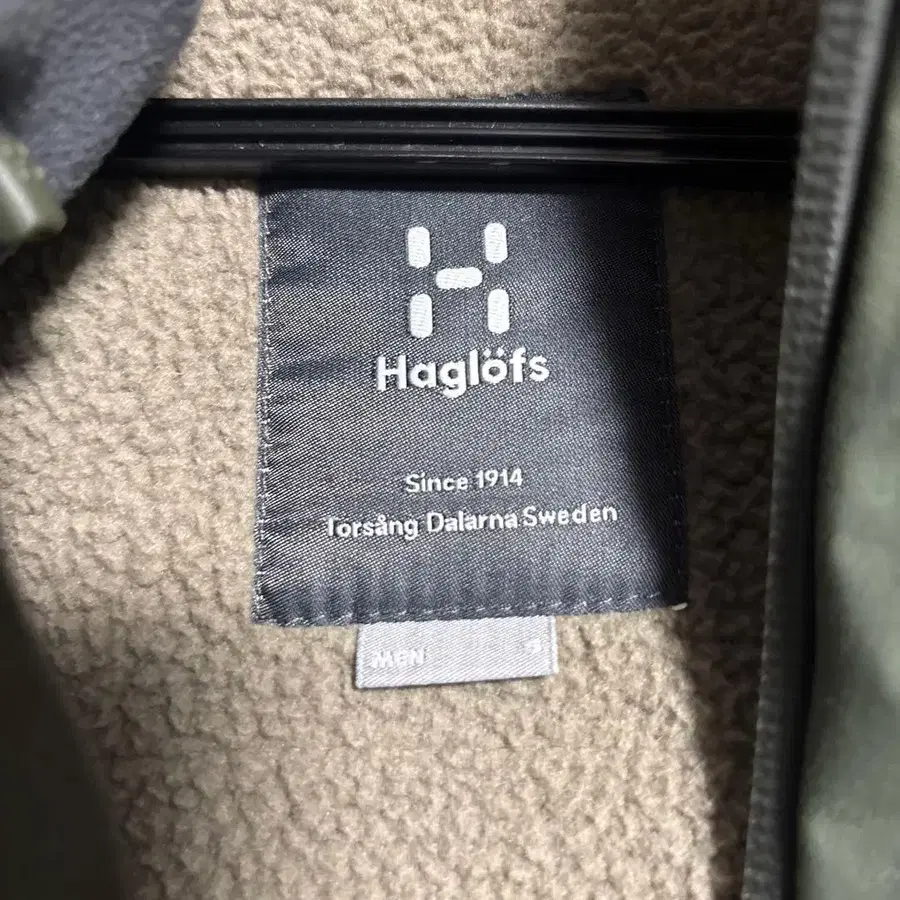 Haglöfs
Since 1914
Torsång Dalarna Sweden
MEN S